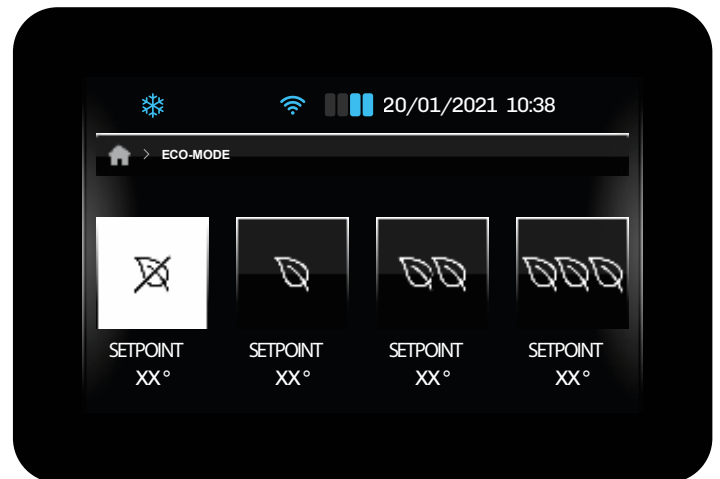 20/01/2021 10:38
> ECO-MODE
SETPOINT SETPOINT SETPOINT SETPOINT
XX° XX° XX° XX°